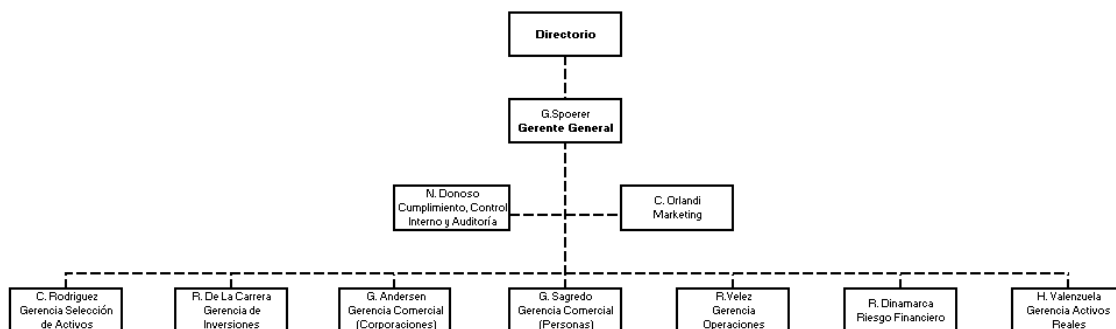 Directorio
G.Spoerer
Gerente General
N. Donoso
Cumplimiento, Control
Interno y Auditoría
C. Orlandi
Marketing
C. Rodriguez
Gerencia Selección
de Activos
R. De La Carrera
Gerencia de
Inversiones
G. Andersen
Gerencia Comercial
(Corporaciones)
G. Sagredo
Gerencia Comercial
(Personas)
R.Velez
Gerencia
Operaciones
R. Dinamarca
Riesgo Financiero
H. Valenzuela
Gerencia Activos
Reales